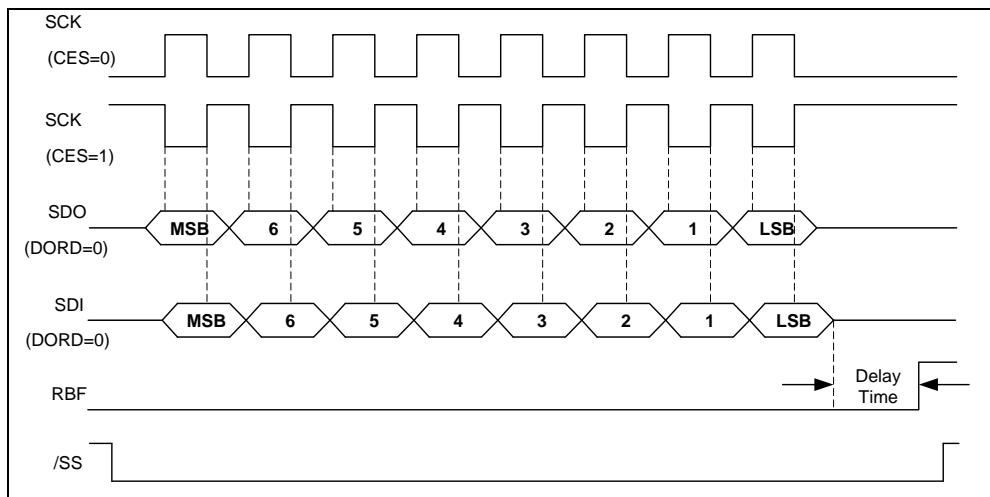 SCK
(CES=0)
SCK
(CES=1)
SDO
(DORD=0)
MSB 6 5 4 3 2 1 LSB
SDI
(DORD=0)
MSB 6 5 4 3 2 1 LSB
RBF
Delay
Time
/SS